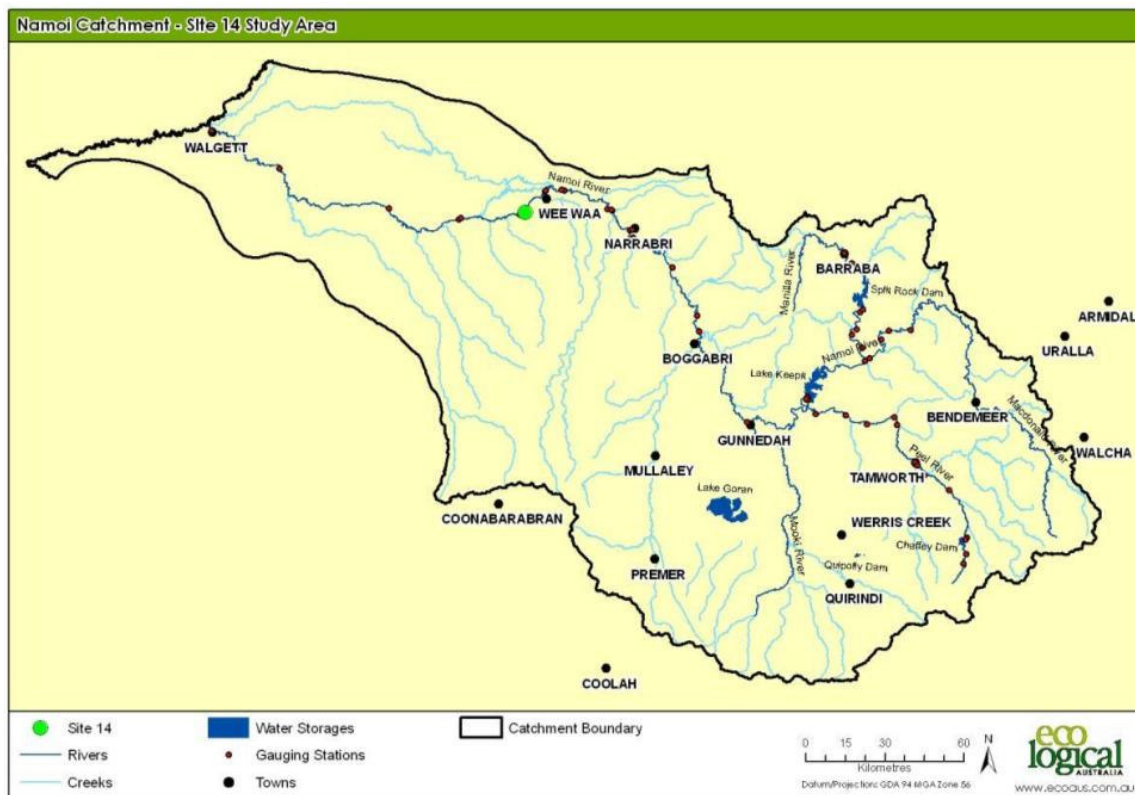 Namoi Catchment - Site 14 Study Area
WALGETT
Namoi River
WEE WAA
NARRABRI
Manilla River
BARRABA
Split Rock Dam
ARMIDAL
URALLA
BOGGABRI
Namoi River
Lake Keepit
BENDEMEER
Macdonald River
GUNNEDAH
WALCHA
MULLALEY
Peel River
TAMWORTH
Lake Goran
COONABARABRAN
Mooki River
WERRIS CREEK
Chaffey Dam
PREMER
Quipolly Dam
QUIRINDI
COOLAH
Site 14
Water Storages
Catchment Boundary
Rivers
Gauging Stations
Creeks
Towns
0 15 30 60
Kilometres
N
Datum/Projection: GDA 94 MGA Zone 56
eco
logical
AUSTRALIA
www.ecoaus.com.au